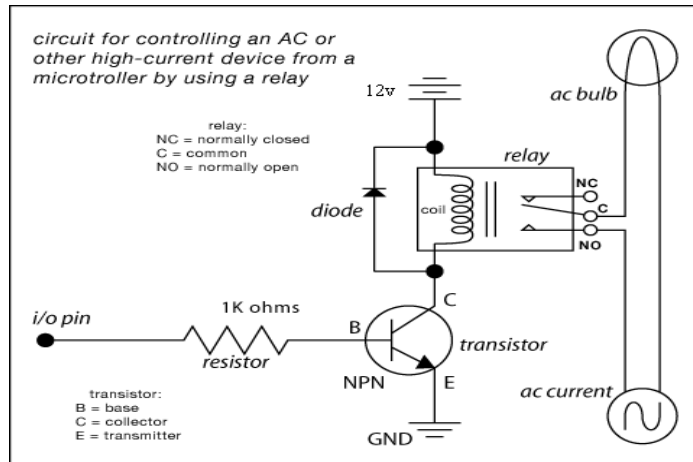 circuit for controlling an AC or
other high-current device from a
microtroller by using a relay
12v
ac bulb
relay:
NC = normally closed
C = common
NO = normally open
relay
NC
C
NO
diode
coil
C
1K ohms
i/o pin
B
transistor
resistor
NPN
E
ac current
transistor:
B = base
C = collector
E = transmitter
GND